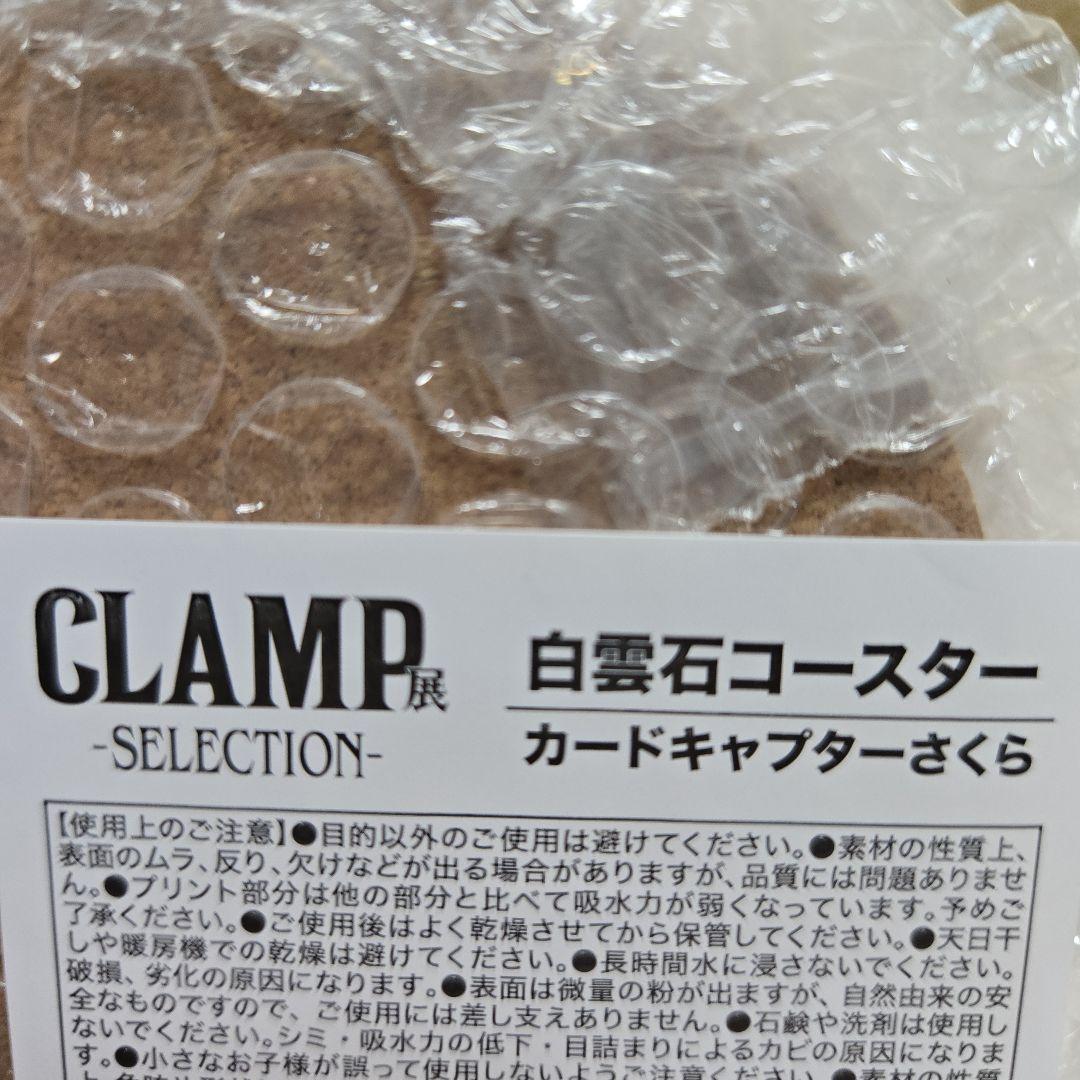 CLAMP展
-SELECTION-
白雲石コースター
カードキャプターさくら
【使用上のご注意】●目的以外のご使用は避けてください。●素材の性質上、
表面のムラ、反り、欠けなどが出る場合がありますが、品質には問題ありませ
ん。●プリント部分は他の部分と比べて吸水力が弱くなっています。予めご
了承ください。●ご使用後はよく乾燥させてから保管してください。●天日干
しや暖房機での乾燥は避けてください。●長時間水に浸さないでください。
破損、劣化の原因になります。●表面は微量の粉が出ますが、自然由来の安
全なものですので、ご使用には差し支えありません。●石鹸や洗剤は使用し
ないでください。シミ・吸水力の低下・目詰まりによるカビの原因になりま
す。●小さなお子様が誤って使用しないようご注意ください。●素材の性質